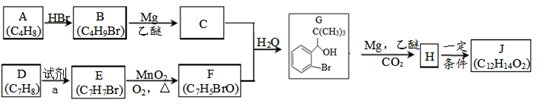 A (C₄H₈) HBr B (C₄H₉Br) Mg 乙醚 C
H₂O
G C(CH₃)₃ OH Br
Mg，乙醚 CO₂ H 一定条件 J (C₁₂H₁₄O₂)
D (C₇H₈) 试剂a E (C₇H₇Br) MnO₂ O₂，△ F (C₇H₅BrO)